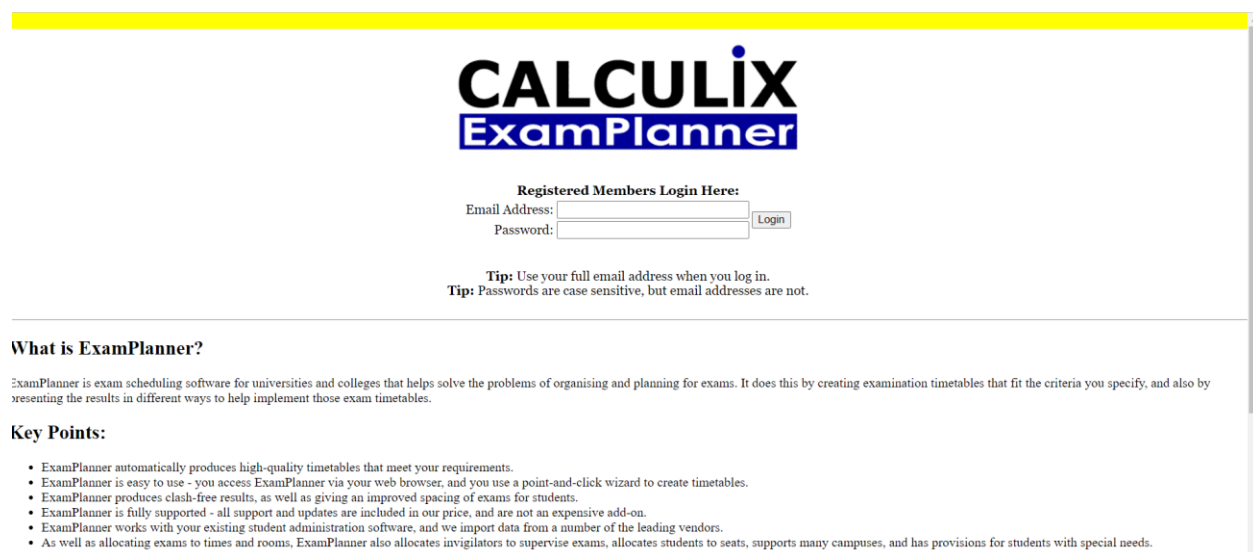 CALCULiX
ExamPlanner
Registered Members Login Here:
Email Address:
Login
Password:
Tip: Use your full email address when you log in.
Tip: Passwords are case sensitive, but email addresses are not.
What is ExamPlanner?
ExamPlanner is exam scheduling software for universities and colleges that helps solve the problems of organising and planning for exams. It does this by creating examination timetables that fit the criteria you specify, and also by
presenting the results in different ways to help implement those exam timetables.
Key Points:
• ExamPlanner automatically produces high-quality timetables that meet your requirements.
• ExamPlanner is easy to use - you access ExamPlanner via your web browser, and you use a point-and-click wizard to create timetables.
• ExamPlanner produces clash-free results, as well as giving an improved spacing of exams for students.
• ExamPlanner is fully supported - all support and updates are included in our price, and are not an expensive add-on.
• ExamPlanner works with your existing student administration software, and we import data from a number of the leading vendors.
• As well as allocating exams to times and rooms, ExamPlanner also allocates invigilators to supervise exams, allocates students to seats, supports many campuses, and has provisions for students with special needs.